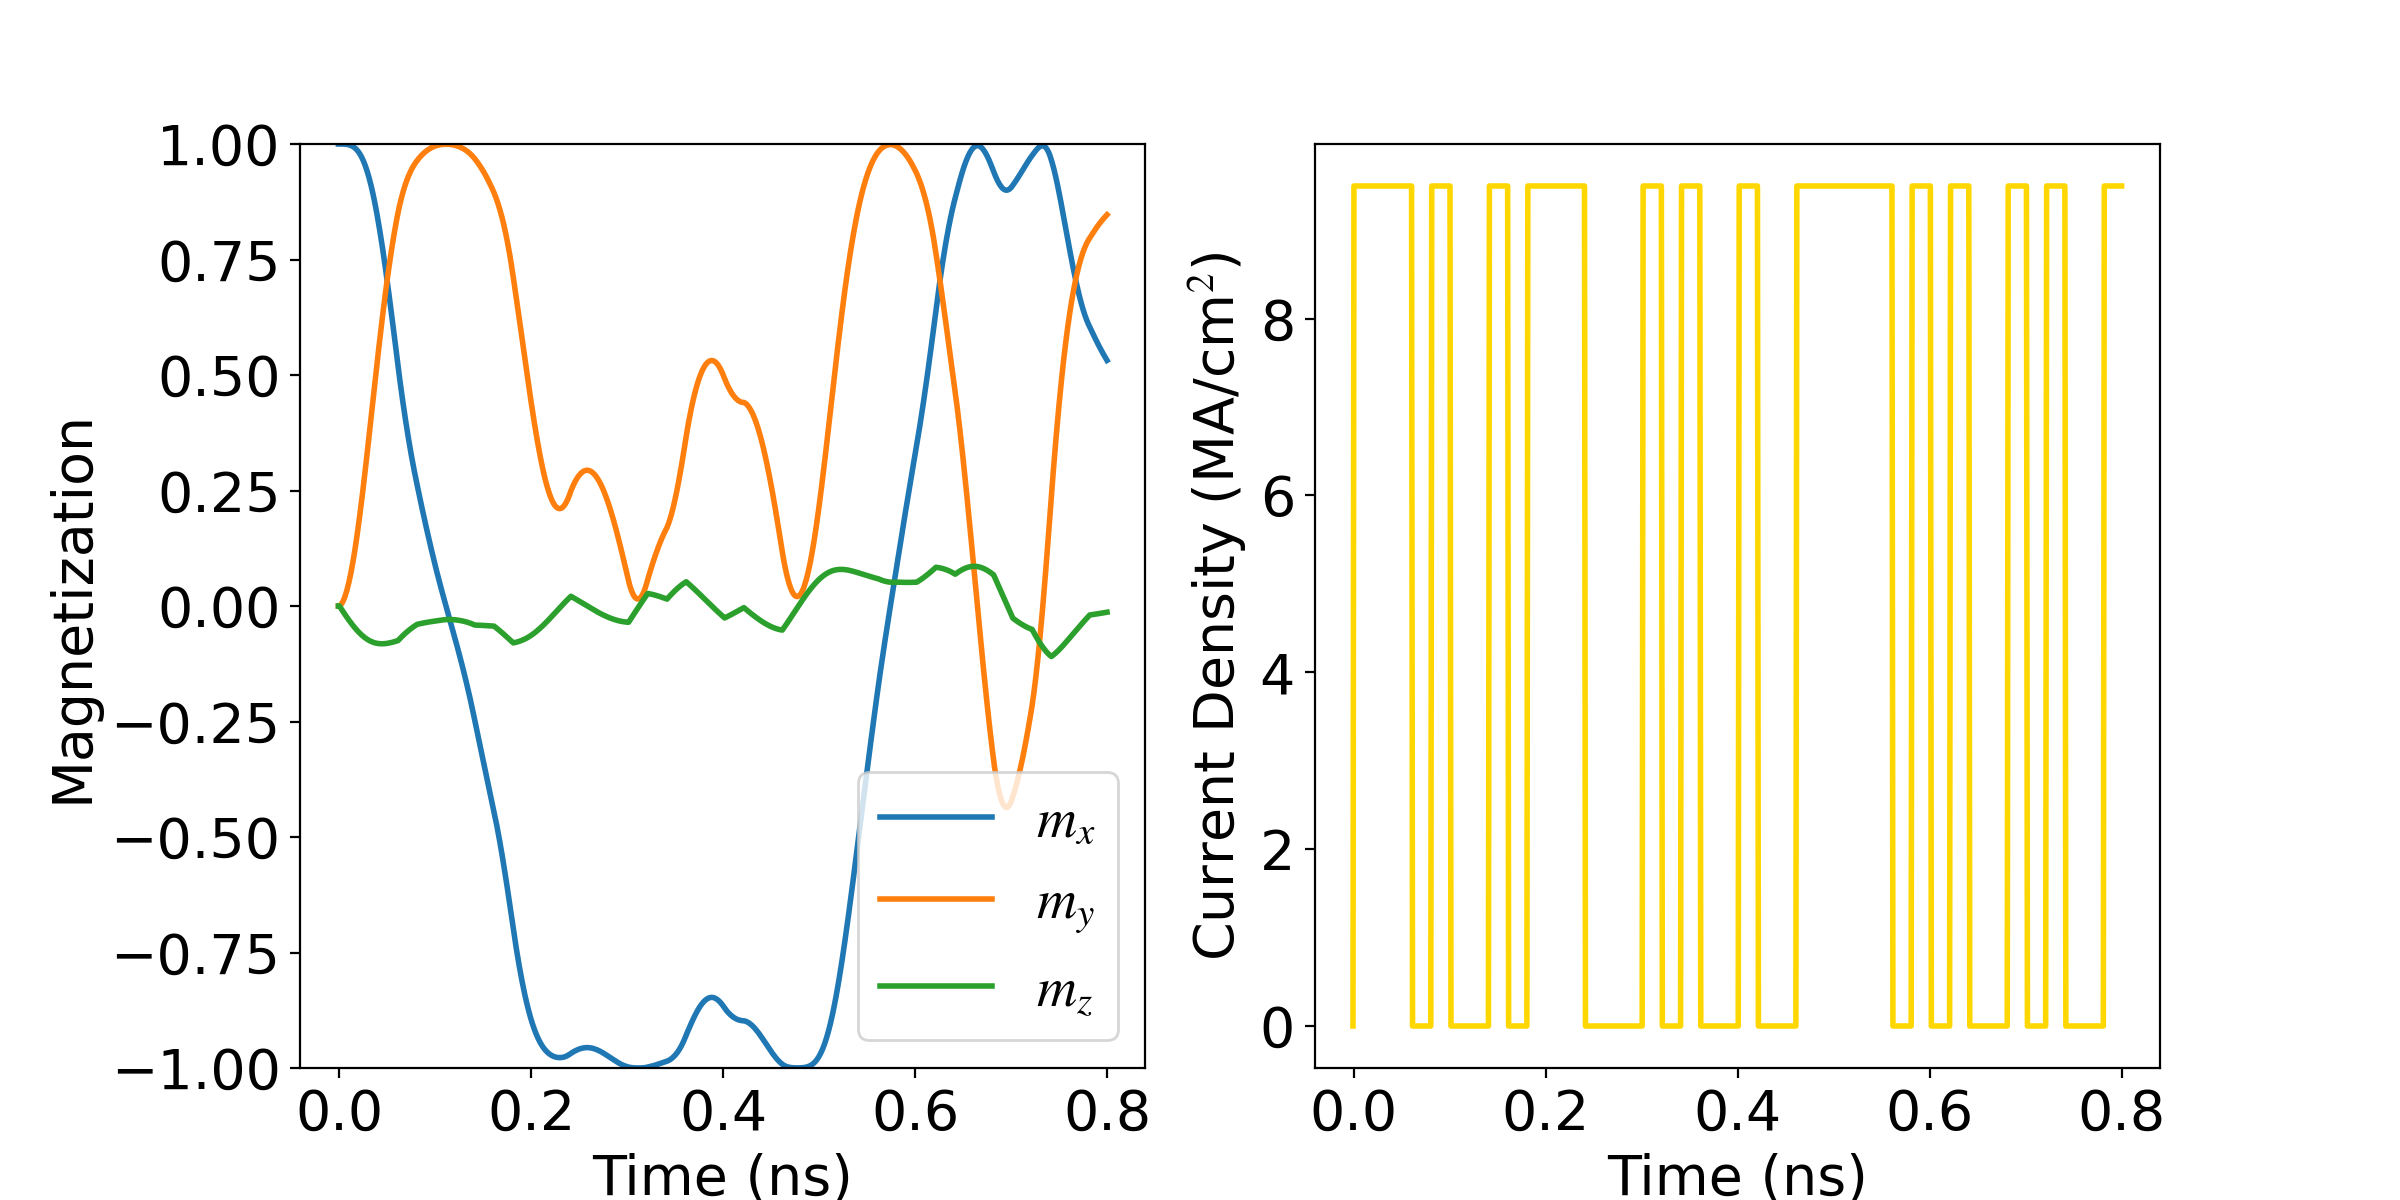 1.00
0.75
0.50
0.25
0.00
−0.25
−0.50
−0.75
−1.00
Magnetization
0.0 0.2 0.4 0.6 0.8
Time (ns)
m_x
m_y
m_z
8
6
4
2
0
Current Density (MA/cm²)
0.0 0.2 0.4 0.6 0.8
Time (ns)